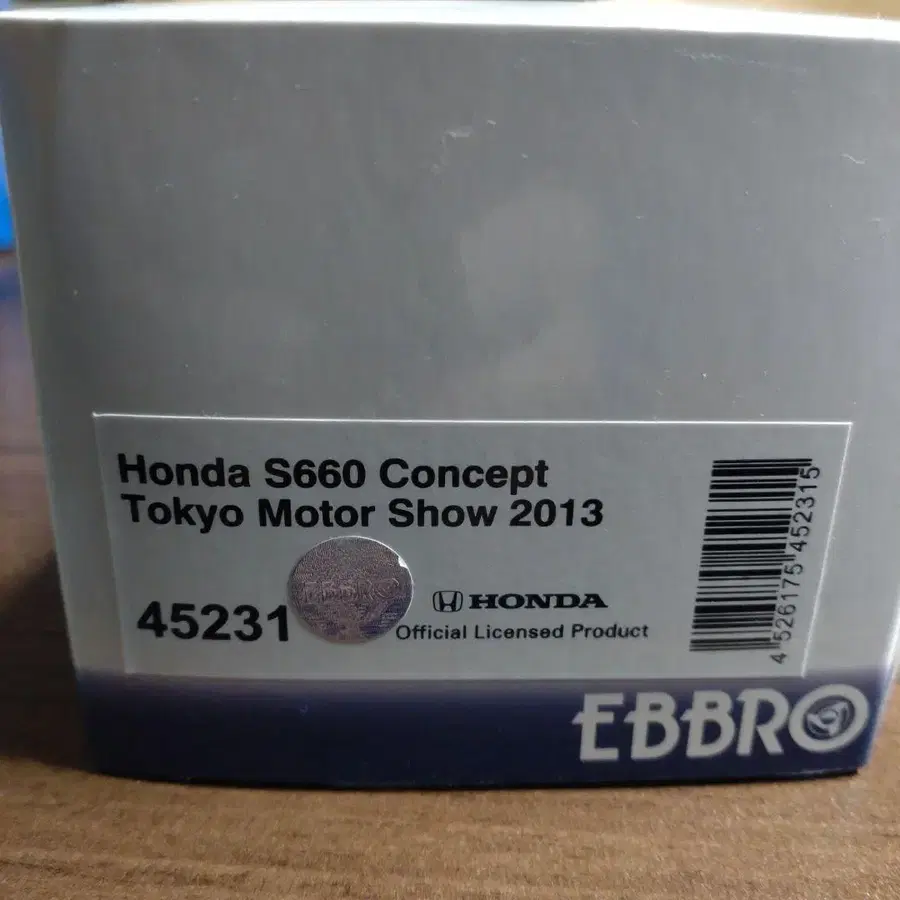 Honda S660 Concept
Tokyo Motor Show 2013
45231
EBBRO
HONDA
Official Licensed Product
4 526175 452315
EBBRO